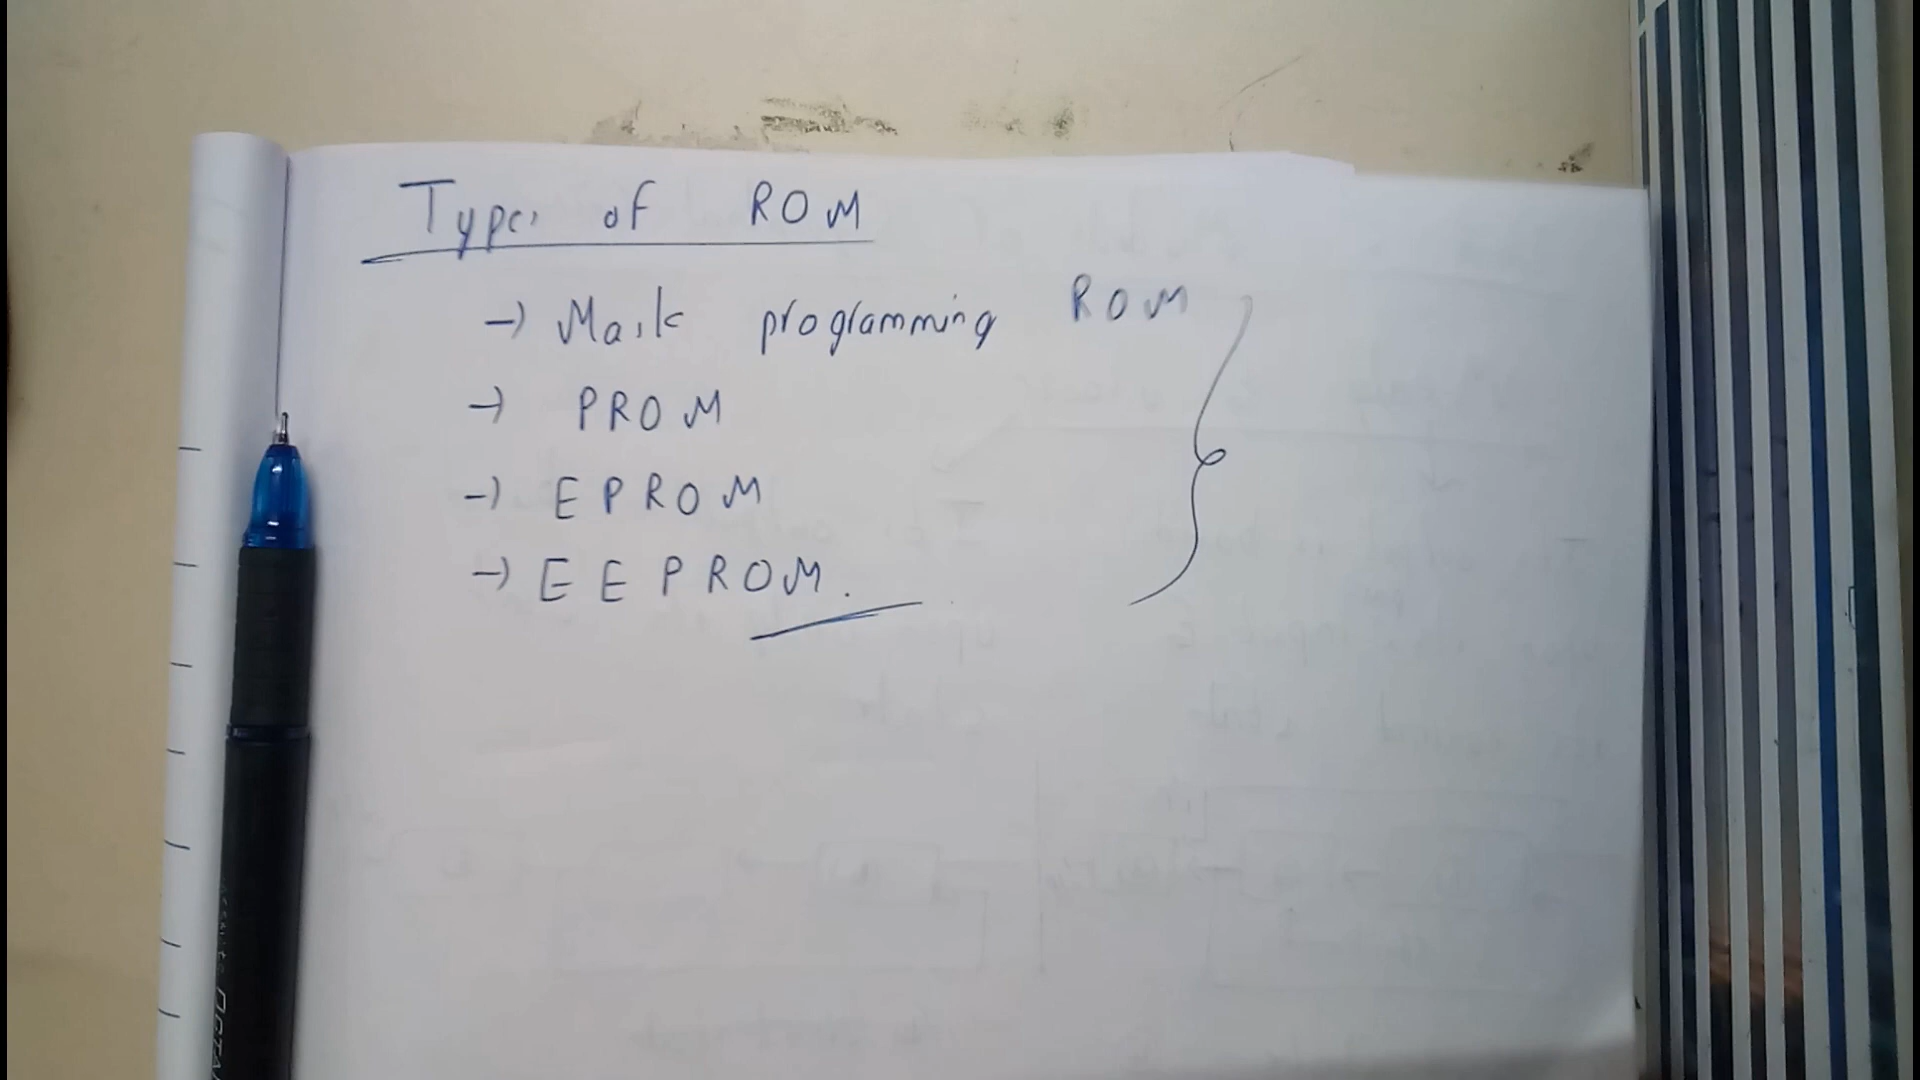 Types of ROM
→ Mask programming ROM
→ PROM
→ EPROM
→ EEPROM.